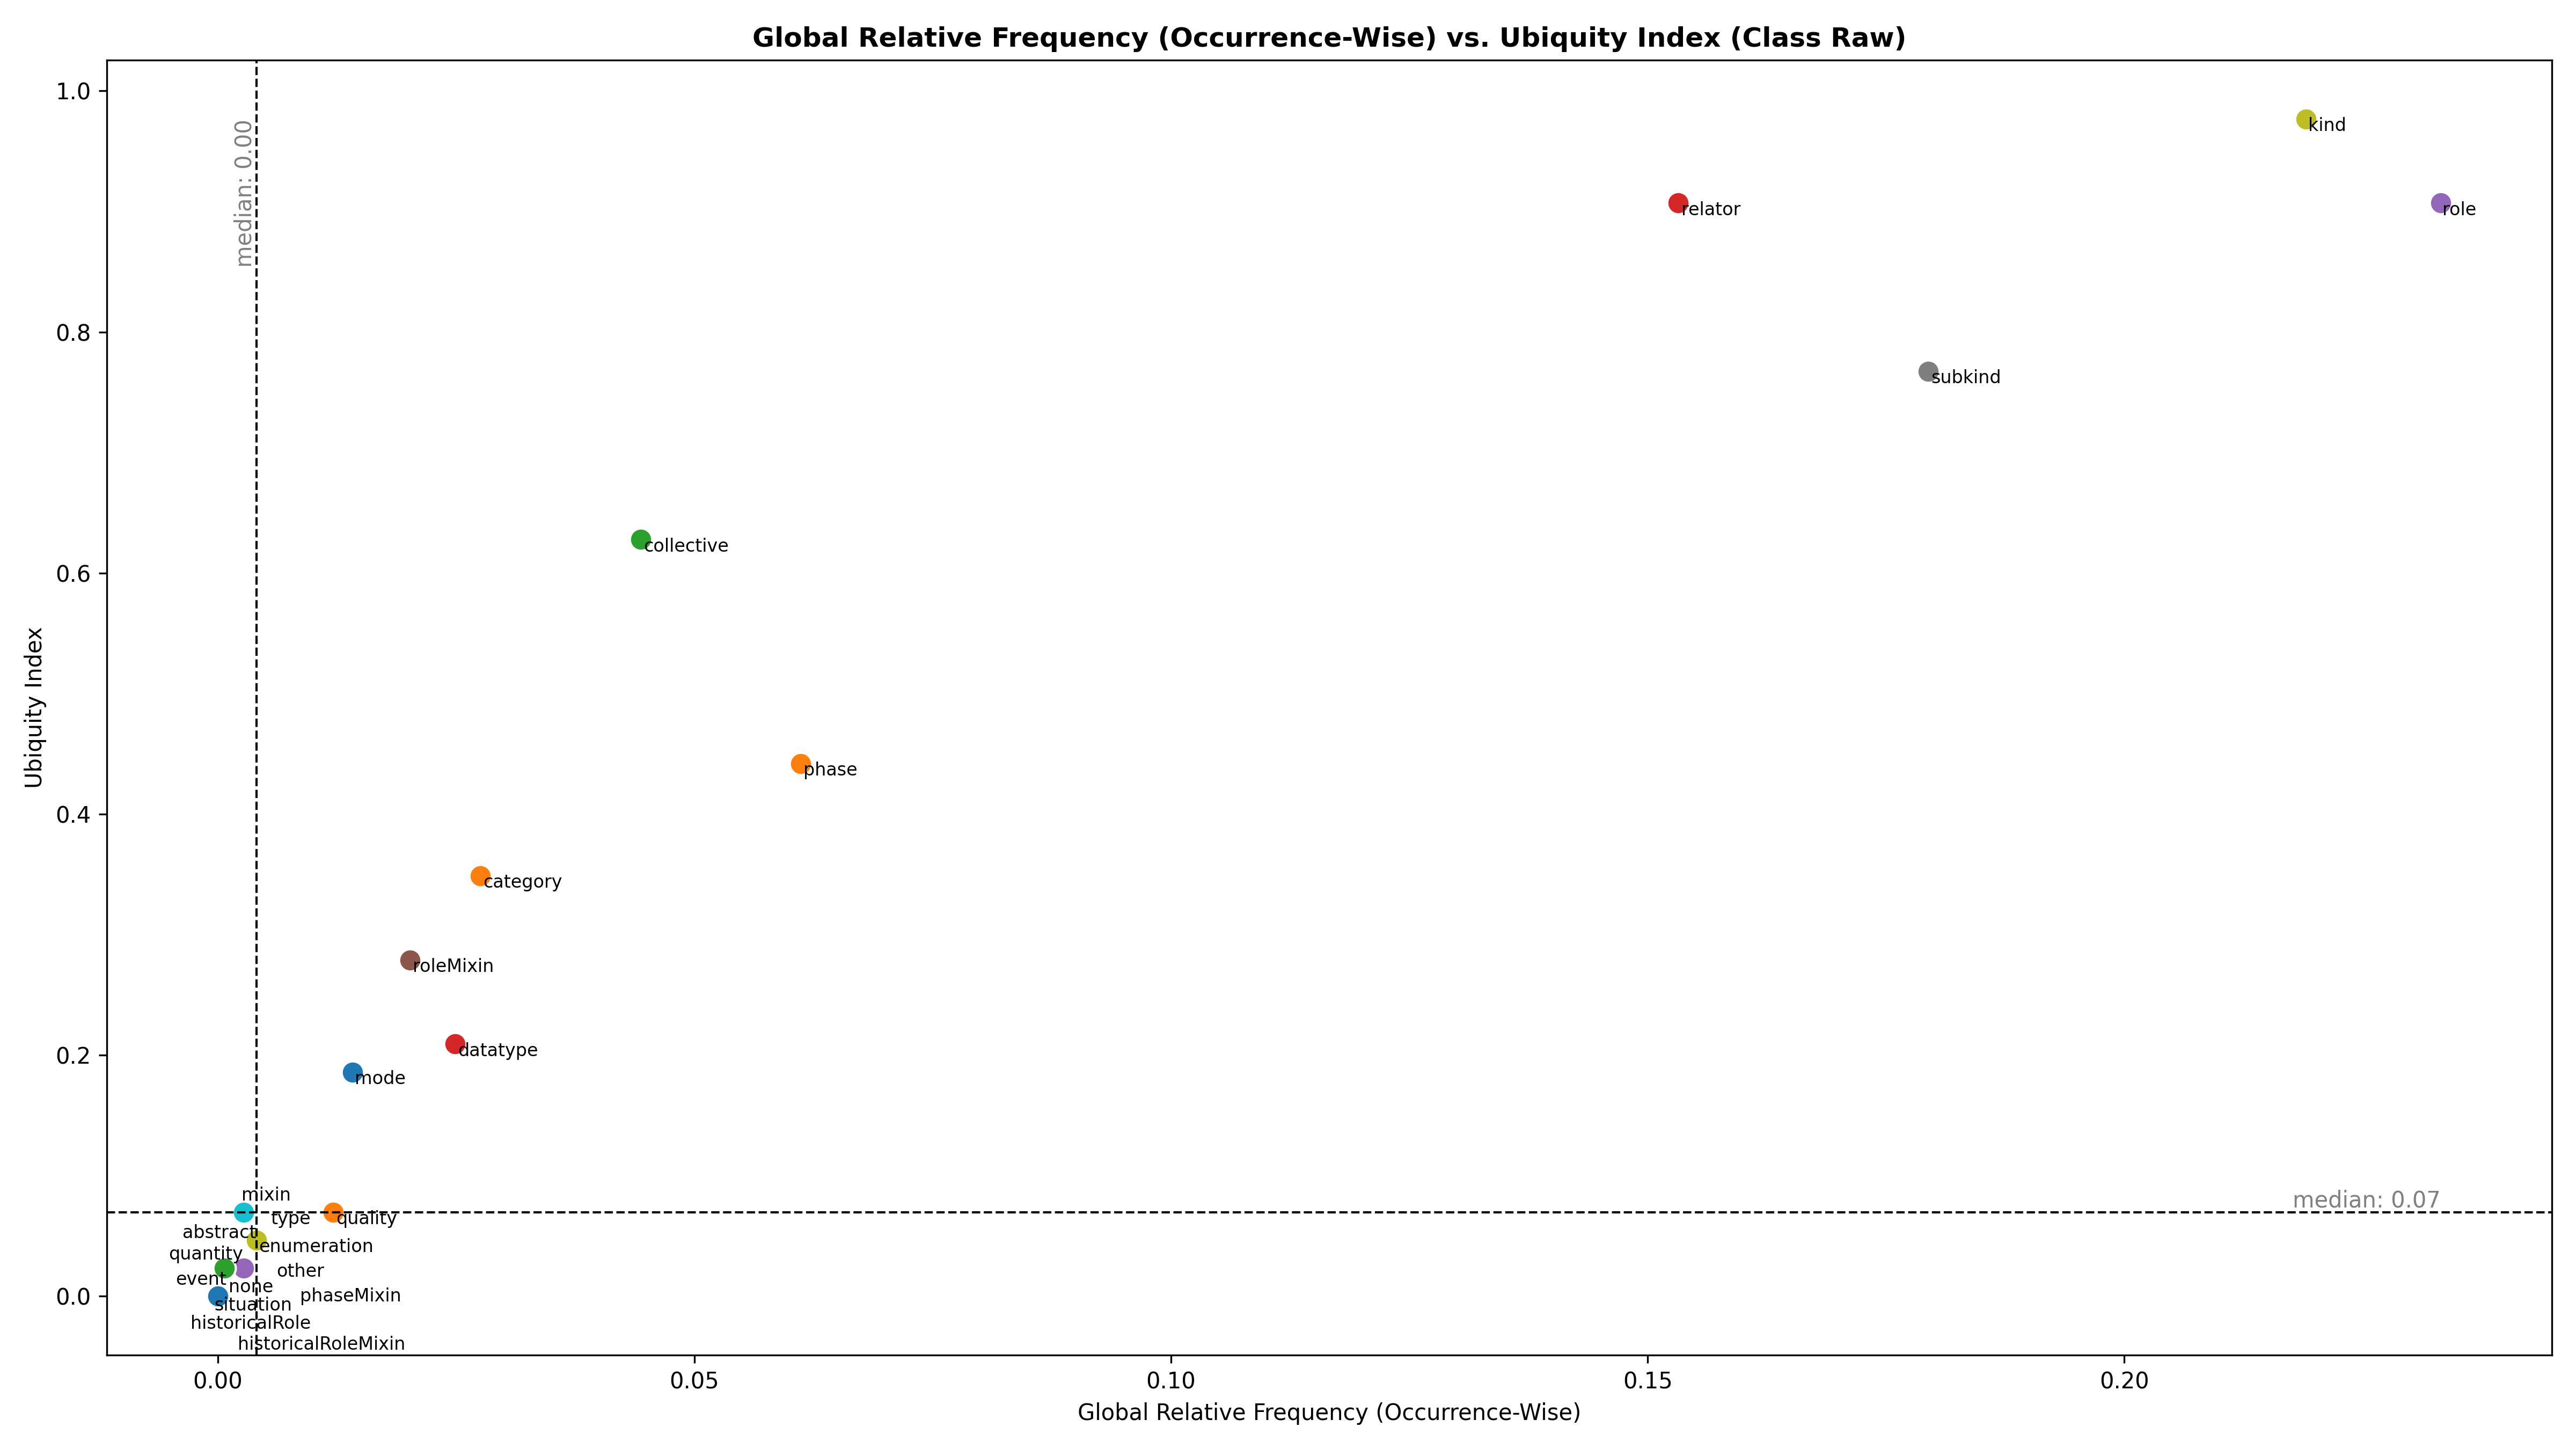 Global Relative Frequency (Occurrence-Wise) vs. Ubiquity Index (Class Raw)
1.0
0.8
0.6
0.4
0.2
0.0
Ubiquity Index
median: 0.00
kind
relator
role
subkind
collective
phase
category
roleMixin
datatype
mode
mixin
median: 0.07
type
quality
abstract
enumeration
quantity
other
event
none
phaseMixin
situation
historicalRole
historicalRoleMixin
0.00
0.05
0.10
0.15
0.20
Global Relative Frequency (Occurrence-Wise)